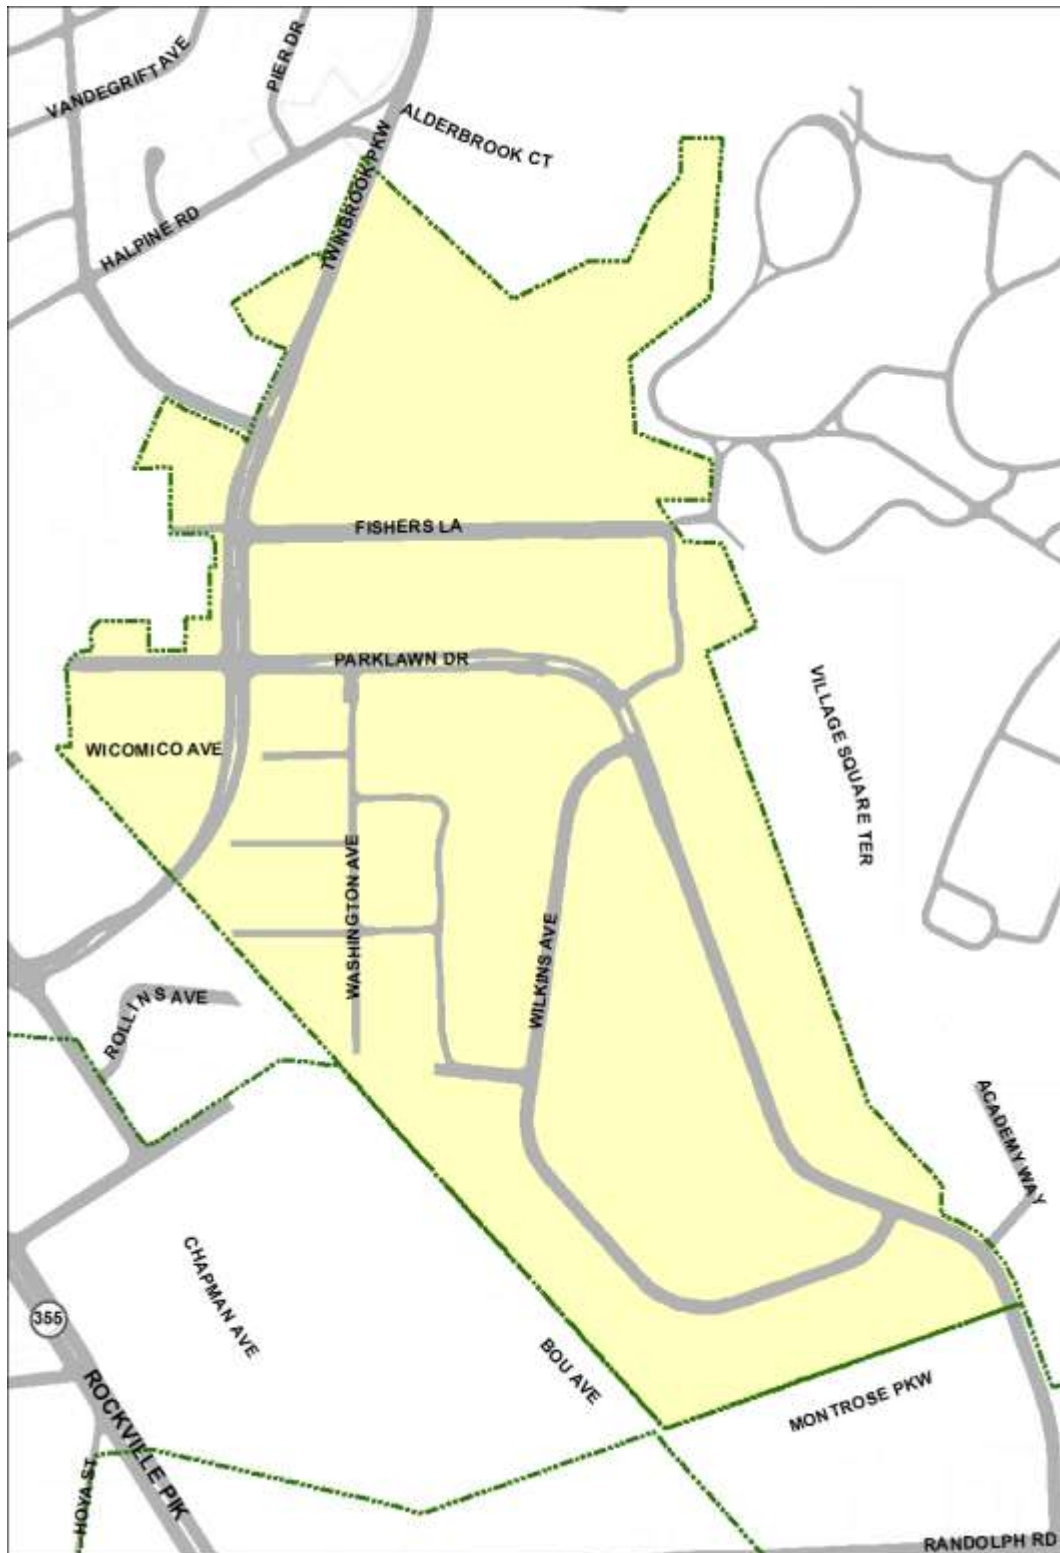 VANDEGRIFT AVE
PIER DR
ALDERBROOK CT
TWINBROOK PKW
HALPINE RD
FISHERS LA
PARKLAWN DR
WICOMICO AVE
VILLAGE SQUARE TER
WASHINGTON AVE
WILKINS AVE
ROLLINS AVE
ACADEMY WAY
CHAPMAN AVE
355
BOU AVE
ROCKVILLE PIK
MONTROSE PKW
HOYA ST
RANDOLPH RD